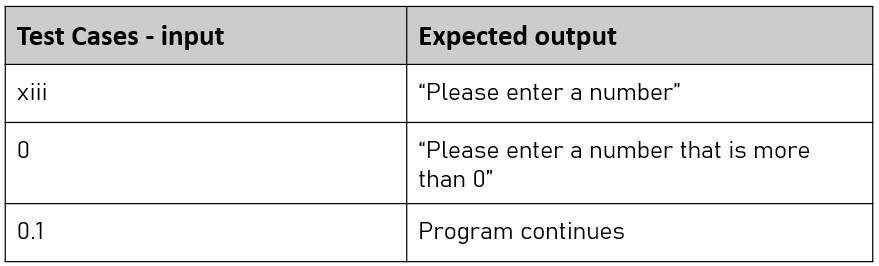 Test Cases - input
Expected output
xiii
“Please enter a number”
0
“Please enter a number that is more
than 0”
0.1
Program continues